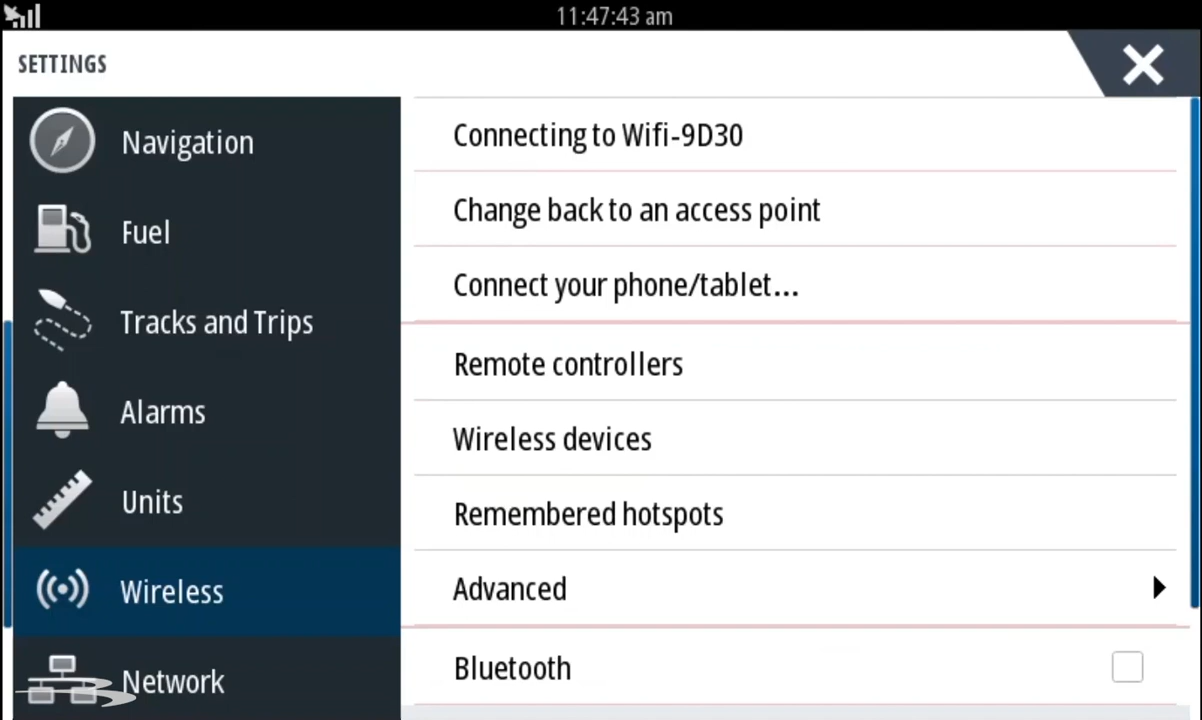 11:47:43 am
SETTINGS
Navigation
Fuel
Tracks and Trips
Alarms
Units
Wireless
Network
Connecting to Wifi-9D30
Change back to an access point
Connect your phone/tablet...
Remote controllers
Wireless devices
Remembered hotspots
Advanced
Bluetooth